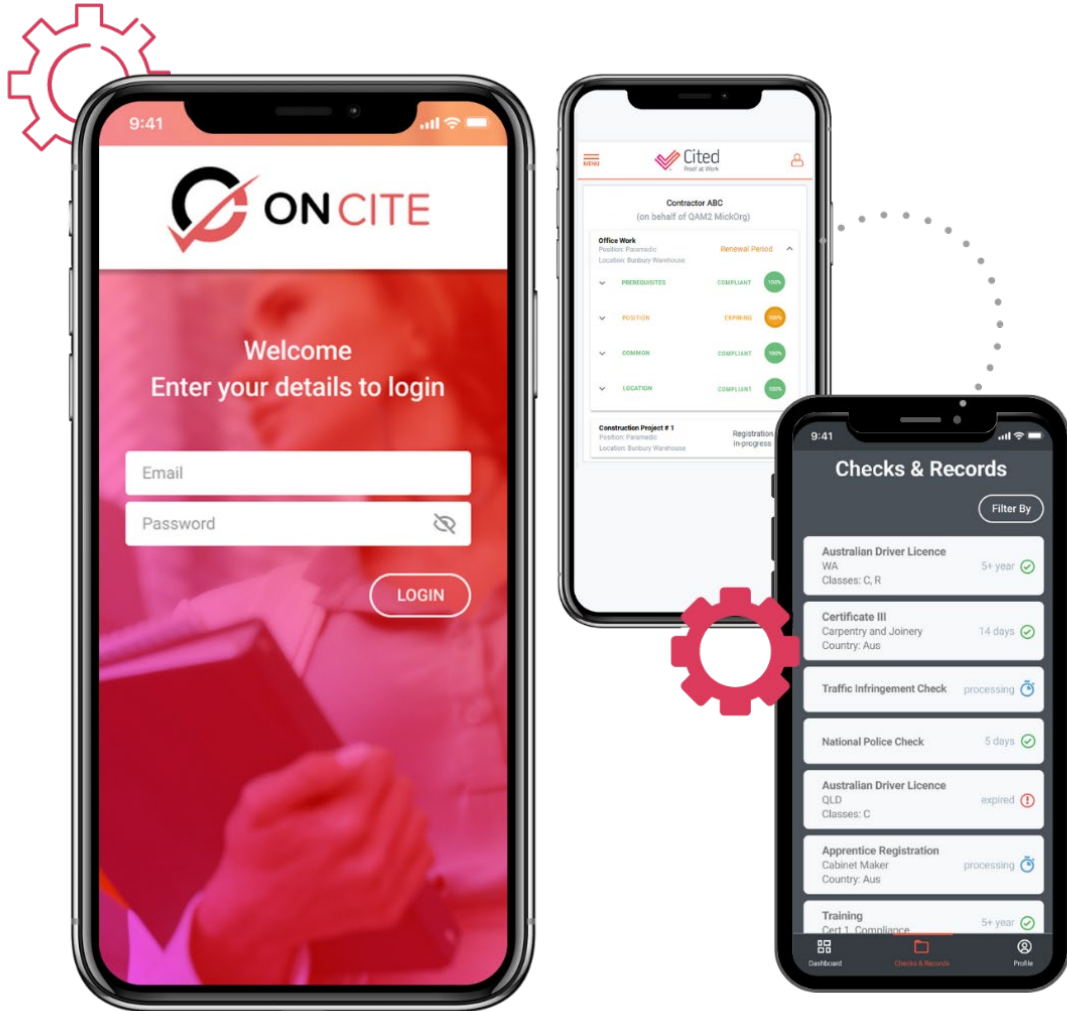 9:41
ON CITE
Welcome
Enter your details to login
Email
Password
LOGIN
MENU
Cited
Proof at Work
Contractor ABC
(on behalf of QAM2 MickOrg)
Office Work
Position: Paramedic
Renewal Period
Location: Bunbury Warehouse
PREREQUISITES COMPLIANT 100%
POSITION EXPIRING 100%
COMMON COMPLIANT 100%
LOCATION COMPLIANT 100%
Construction Project # 1
Position: Paramedic
Location: Bunbury Warehouse
Registration
in-progress
9:41
Checks & Records
Filter By
Australian Driver Licence
WA 5+ year
Classes: C, R
Certificate III
Carpentry and Joinery 14 days
Country: Aus
Traffic Infringement Check processing
National Police Check 5 days
Australian Driver Licence
QLD expired
Classes: C
Apprentice Registration
Cabinet Maker processing
Country: Aus
Training 5+ year
Cert 1, Compliance
Dashboard Checks & Records Profile